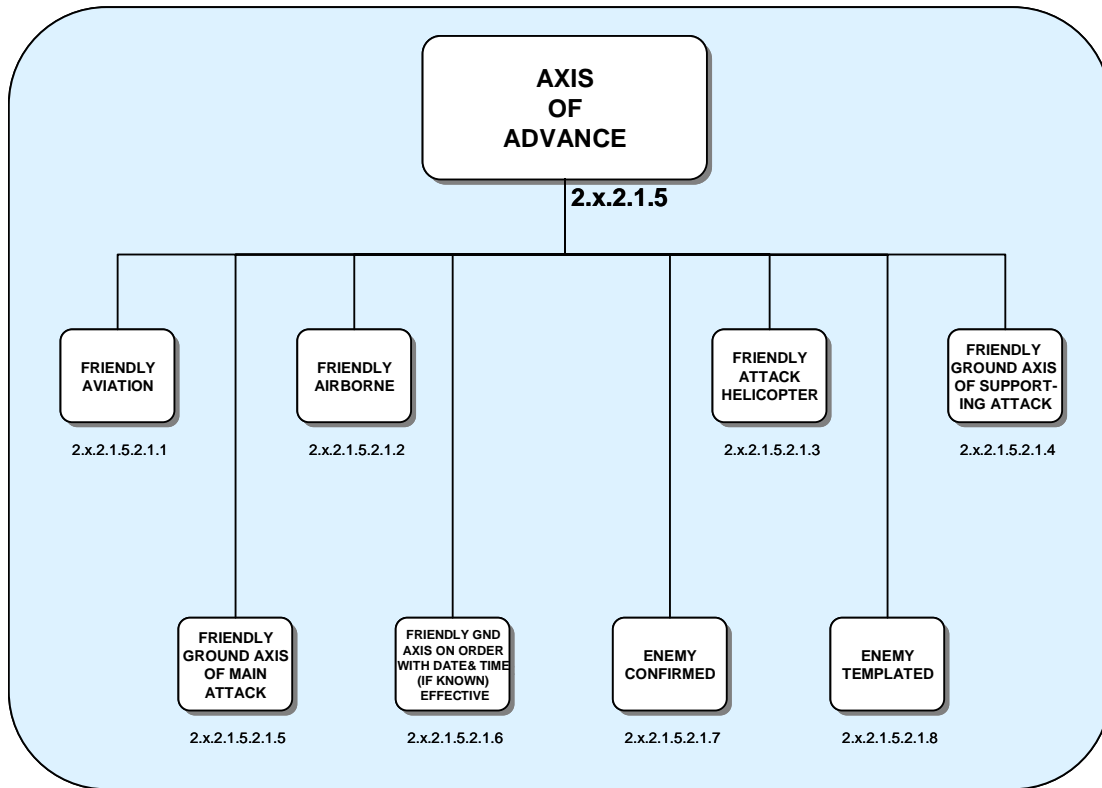 AXIS
OF
ADVANCE
2.x.2.1.5
FRIENDLY
AVIATION
2.x.2.1.5.2.1.1
FRIENDLY
AIRBORNE
2.x.2.1.5.2.1.2
FRIENDLY
ATTACK
HELICOPTER
2.x.2.1.5.2.1.3
FRIENDLY
GROUND AXIS
OF SUPPORT-
ING ATTACK
2.x.2.1.5.2.1.4
FRIENDLY
GROUND AXIS
OF MAIN
ATTACK
2.x.2.1.5.2.1.5
FRIENDLY GND
AXIS ON ORDER
WITH DATE& TIME
(IF KNOWN)
EFFECTIVE
2.x.2.1.5.2.1.6
ENEMY
CONFIRMED
2.x.2.1.5.2.1.7
ENEMY
TEMPLATED
2.x.2.1.5.2.1.8